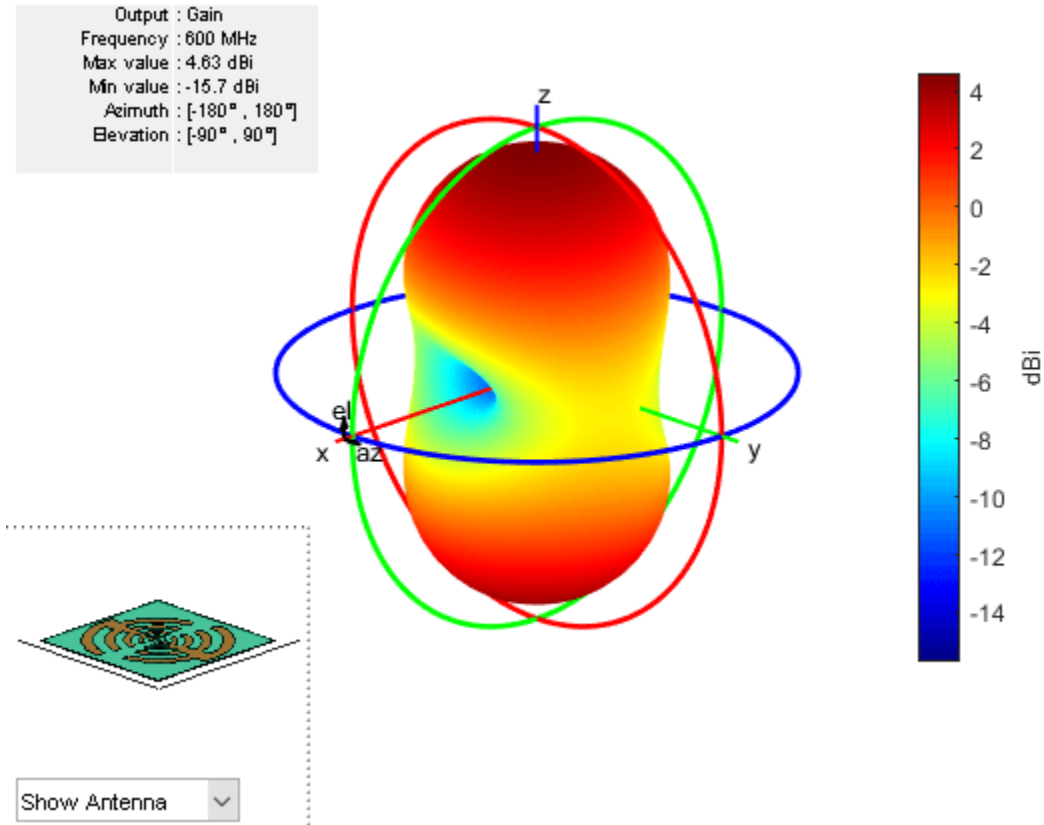 Output : Gain
Frequency : 600 MHz
Max value : 4.63 dBi
Min value : -15.7 dBi
Azimuth : [-180° , 180°]
Elevation : [-90° , 90°]
z
el
x
az
y
4
2
0
-2
-4
-6
-8
-10
-12
-14
dBi
Show Antenna